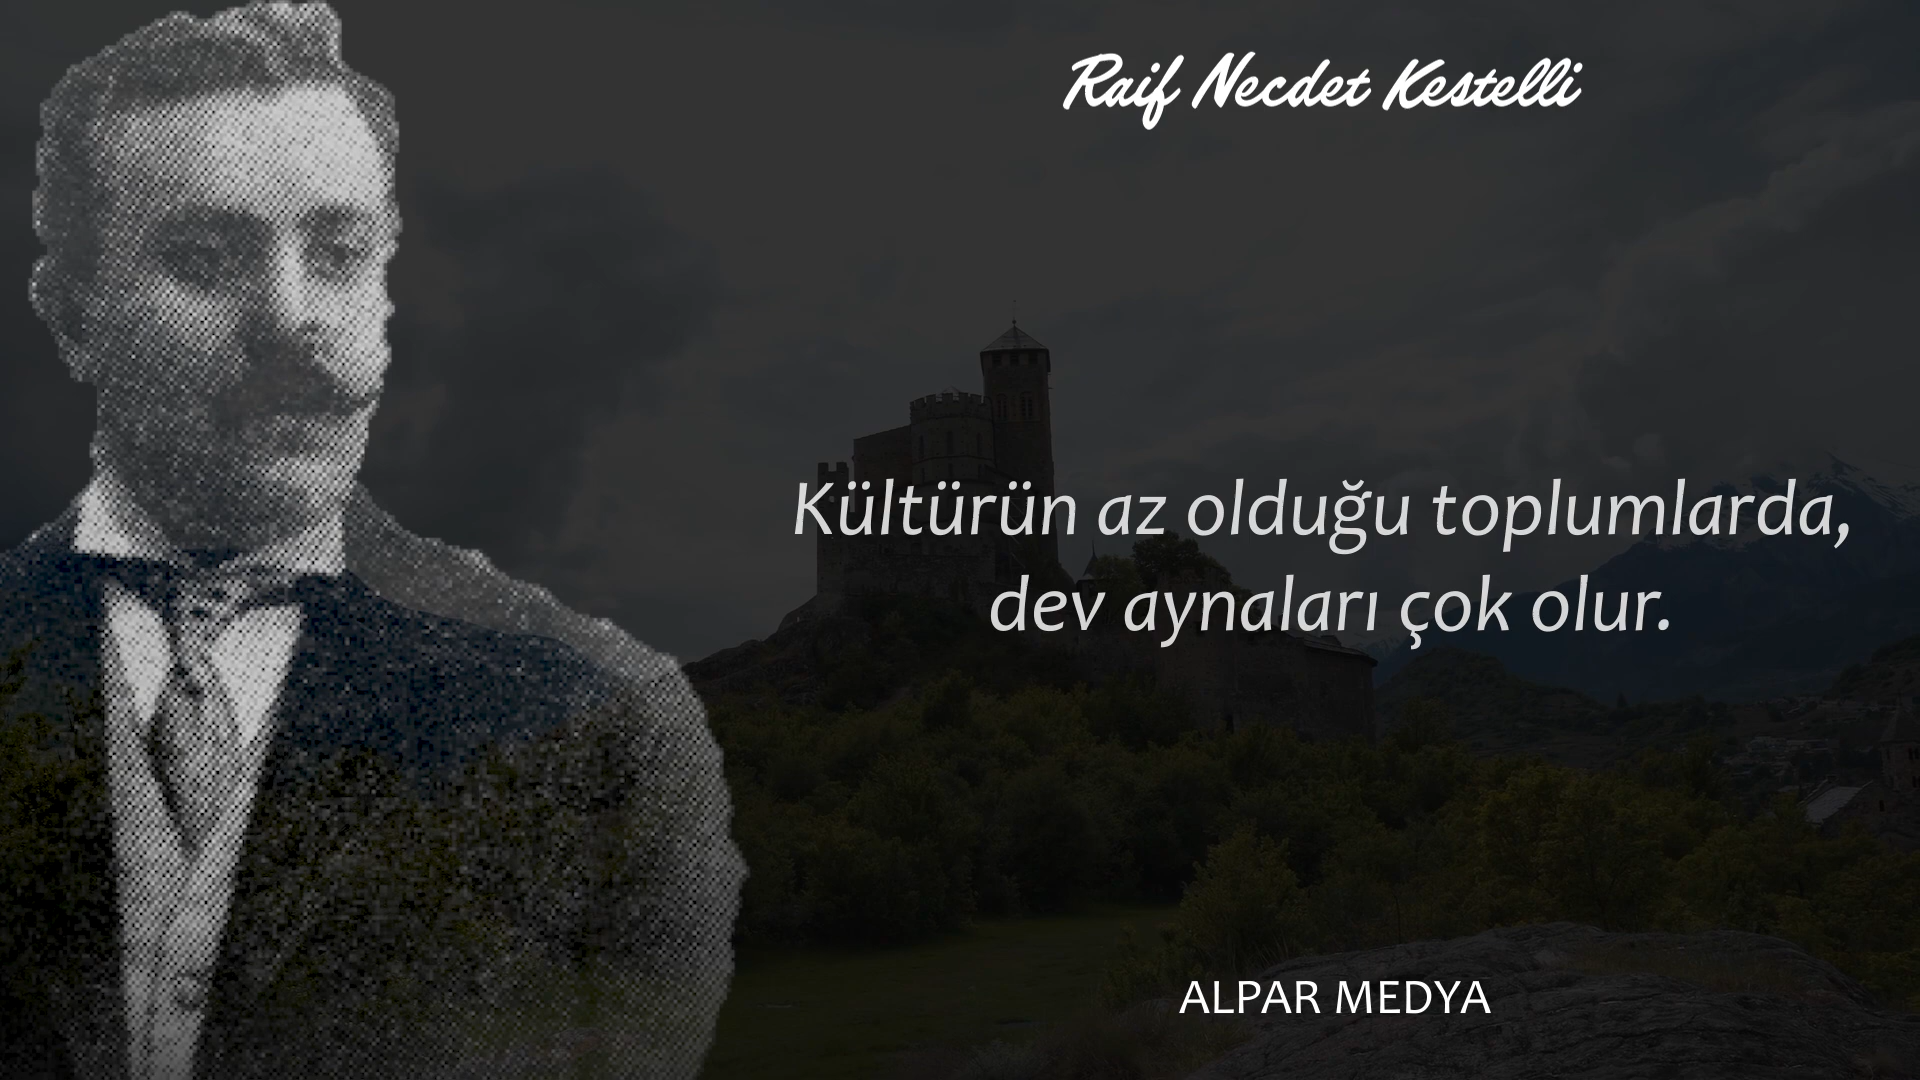 Raif Necdet Kestelli
Kültürün az olduğu toplumlarda,
dev aynaları çok olur.
ALPAR MEDYA